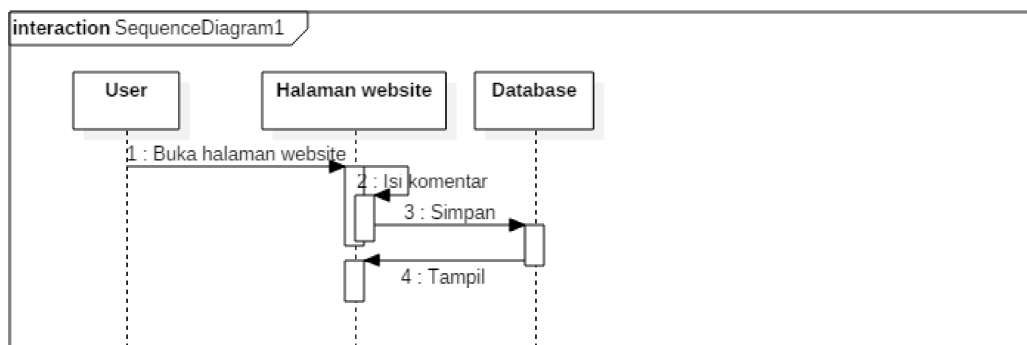 interaction SequenceDiagram1
User
Halaman website
Database
1 : Buka halaman website
2 : Isi komentar
3 : Simpan
4 : Tampil